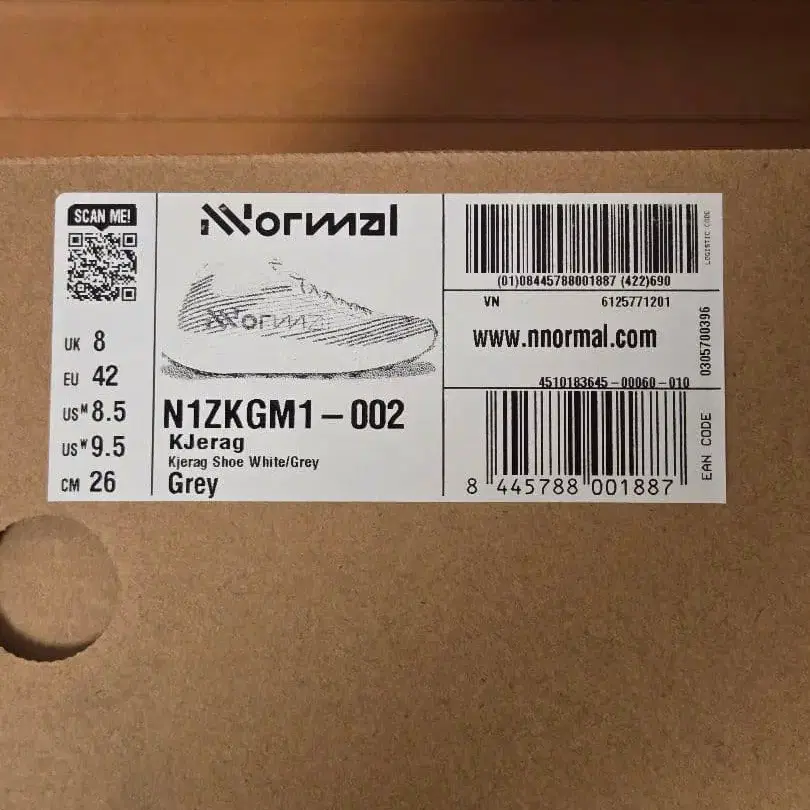 SCAN ME!
UK 8
EU 42
US M 8.5
US W 9.5
CM 26
NNormal
NNormal
N1ZKGM1-002
KJerag
Kjerag Shoe White/Grey
Grey
(01)08445788001887 (422)690
LOGISTIC CODE
VN 6125771201
www.nnormal.com
0305700396
4510183645-00060-010
8 445788 001887
EAN CODE